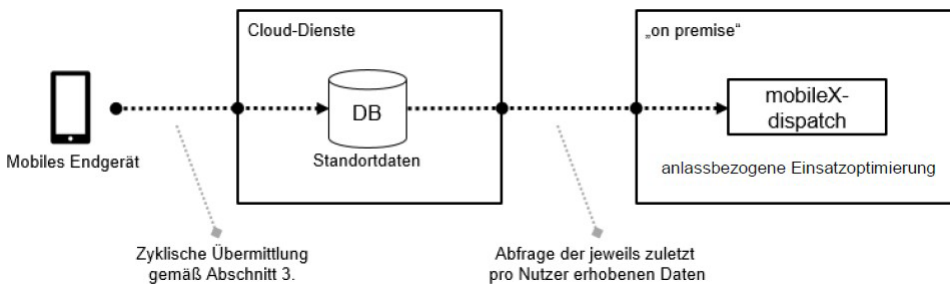 Cloud-Dienste
„on premise“
DB
mobileX-
dispatch
Mobiles Endgerät
Standortdaten
anlassbezogene Einsatzoptimierung
Zyklische Übermittlung
gemäß Abschnitt 3.
Abfrage der jeweils zuletzt
pro Nutzer erhobenen Daten